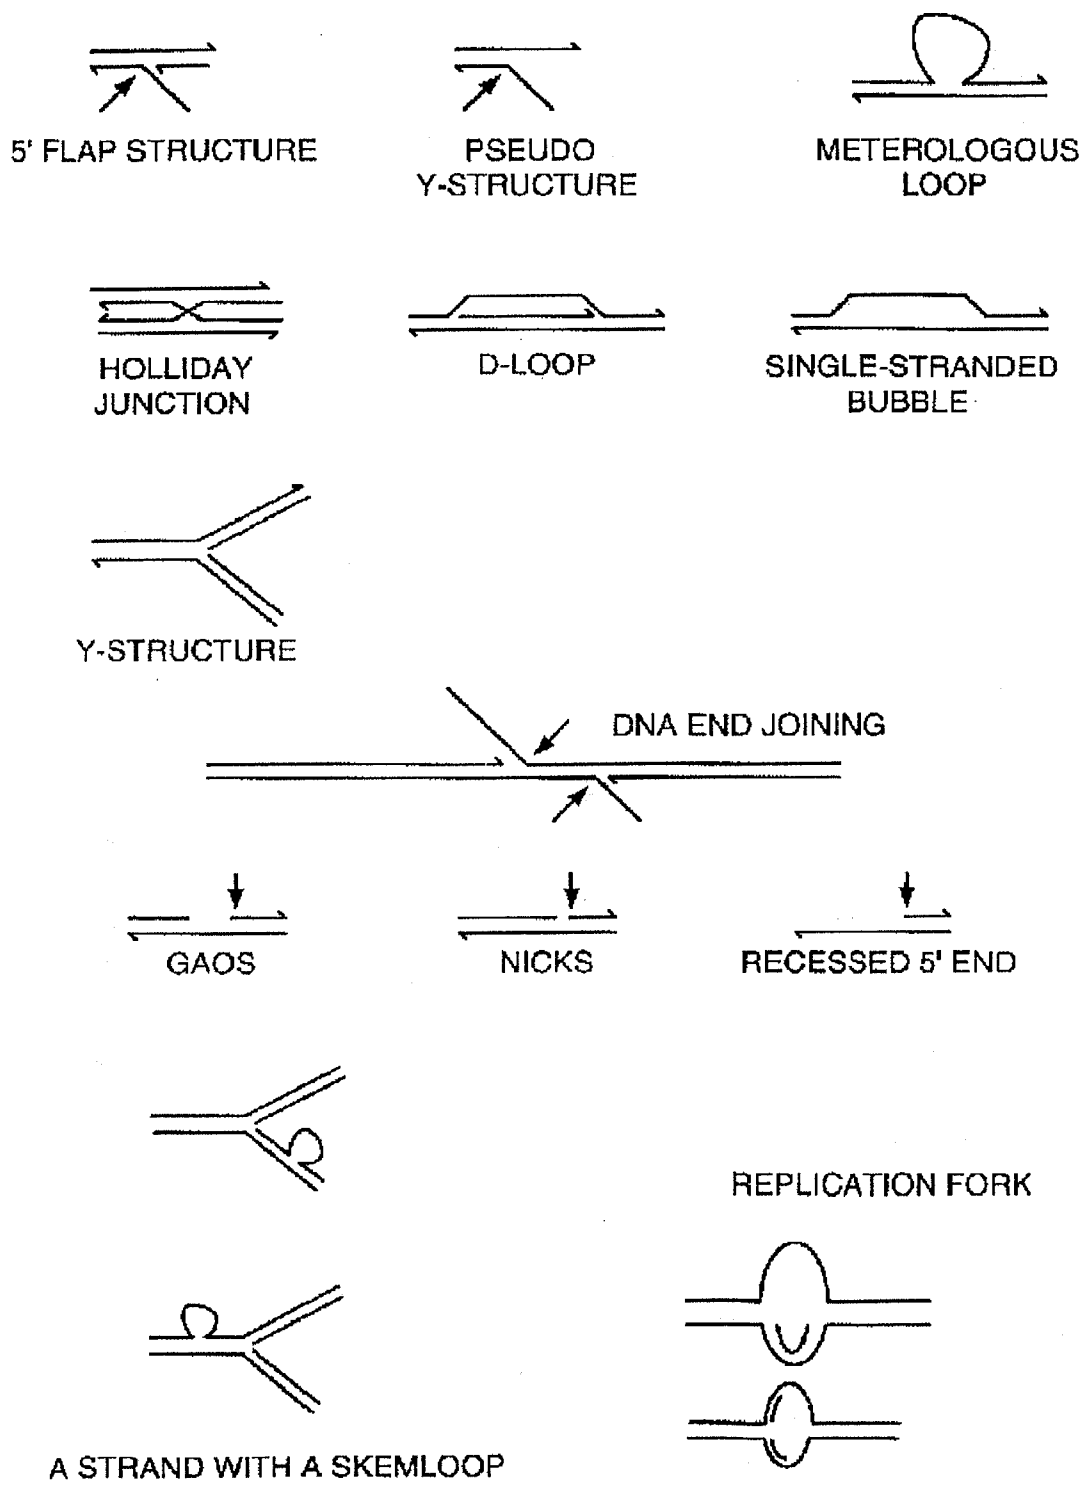 5' FLAP STRUCTURE
PSEUDO
Y-STRUCTURE
METEROLOGOUS
LOOP
HOLLIDAY
JUNCTION
D-LOOP
SINGLE-STRANDED
BUBBLE
Y-STRUCTURE
DNA END JOINING
GAOS
NICKS
RECESSED 5' END
REPLICATION FORK
A STRAND WITH A SKEMLOOP